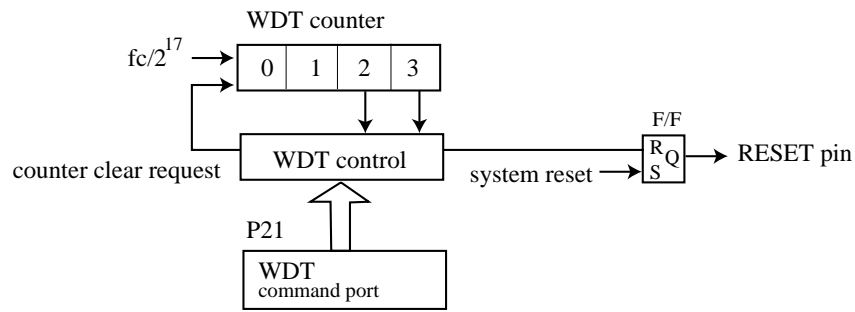 WDT counter
fc/2^17
0 1 2 3
F/F
WDT control
R
Q
S
RESET pin
counter clear request
system reset
P21
WDT
command port